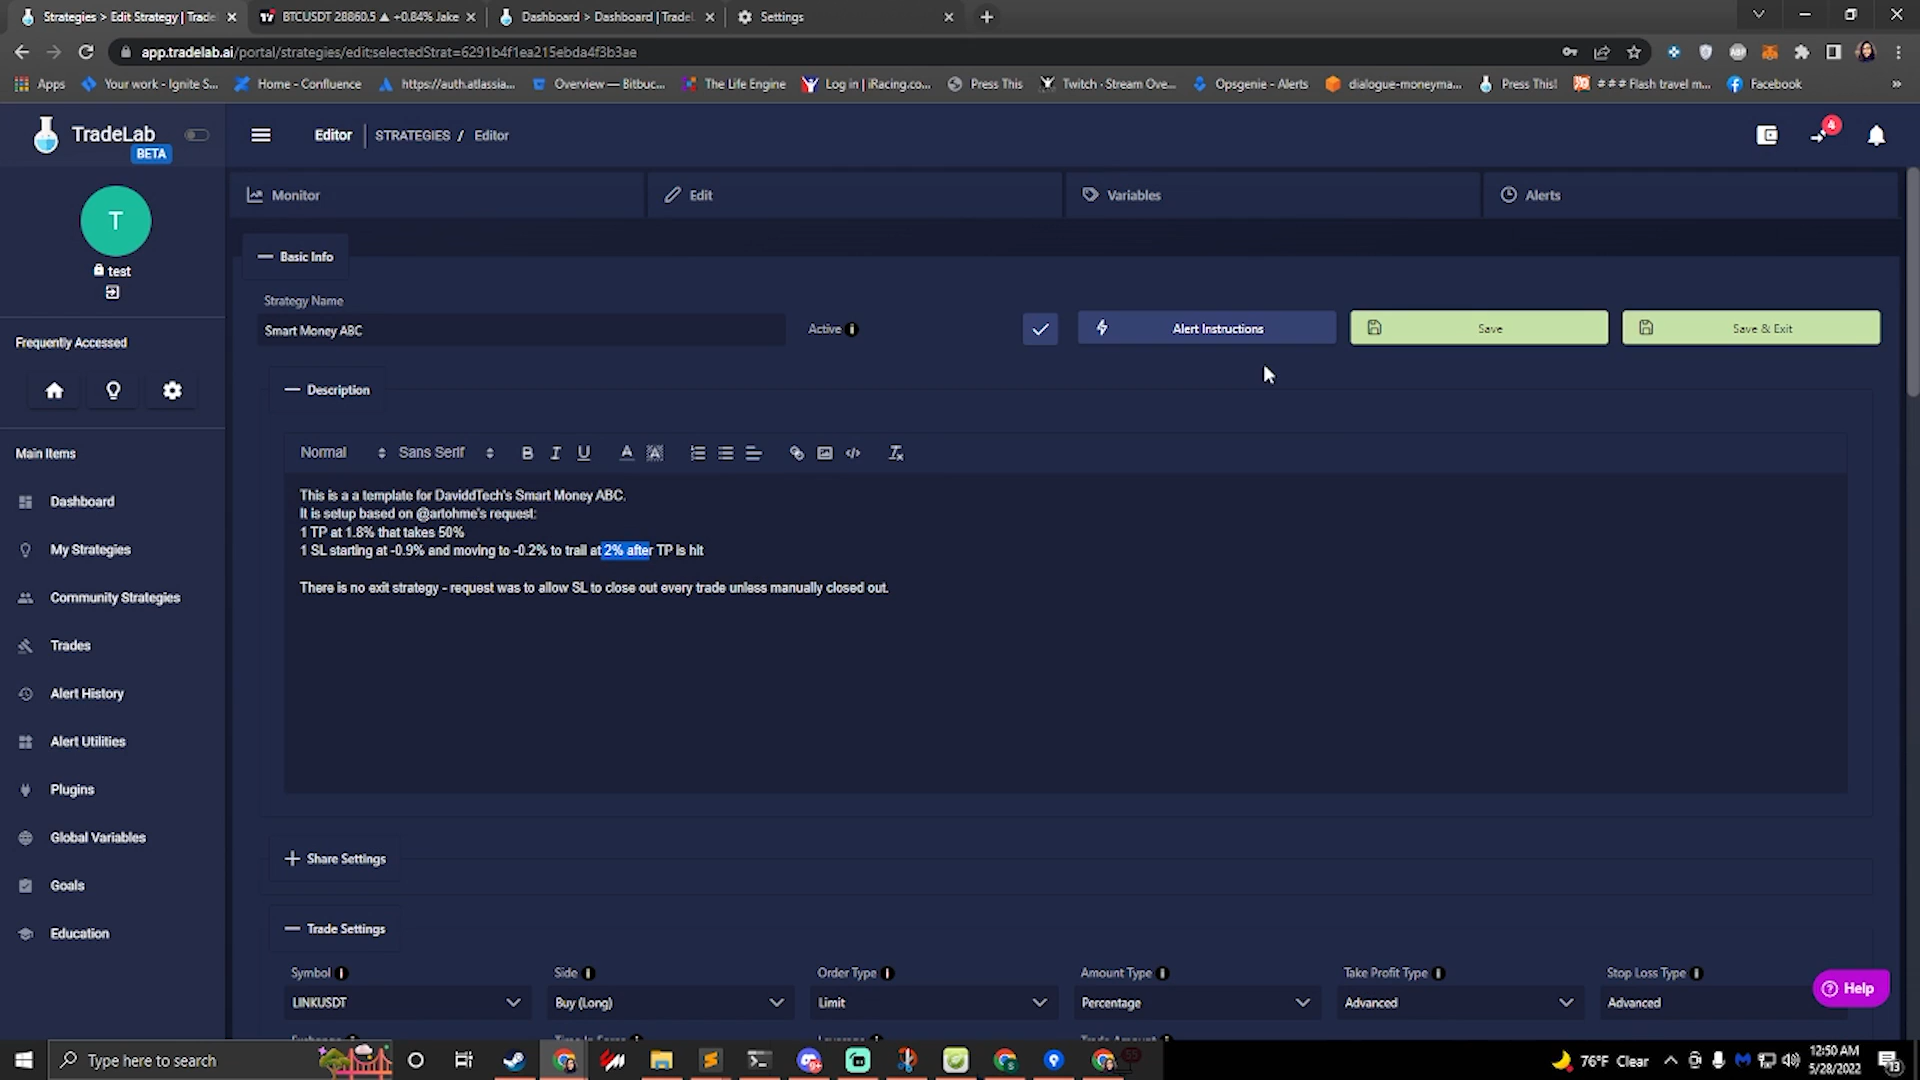 Strategies > Edit Strategy | Trade
BTCUSDT 28860.5 ▲ +0.84% Jake
Dashboard > Dashboard | TradeL
Settings
app.tradelab.ai/portal/strategies/edit;selectedStrat=6291b4f1ea215ebda4f3b3ae
Apps
Your work - Ignite S...
Home - Confluence
https://auth.atlassia...
Overview — Bitbuc...
The Life Engine
Log in | iRacing.co...
Press This
Twitch · Stream Ove...
Opsgenie - Alerts
dialogue-moneyma...
Press This!
###Flash travel m...
Facebook
»
TradeLab
BETA
Editor
STRATEGIES / Editor
4
T
test
Monitor
Edit
Variables
Alerts
Basic Info
Strategy Name
Smart Money ABC
Active
Alert Instructions
Save
Save & Exit
Frequently Accessed
Description
Normal
Sans Serif
B I U
This is a a template for DaviddTech's Smart Money ABC.
It is setup based on @artohme's request:
1 TP at 1.8% that takes 50%
1 SL starting at -0.9% and moving to -0.2% to trail at 2% after TP is hit
There is no exit strategy - request was to allow SL to close out every trade unless manually closed out.
Main Items
Dashboard
My Strategies
Community Strategies
Trades
Alert History
Alert Utilities
Plugins
Global Variables
Goals
Education
Share Settings
Trade Settings
Symbol
Side
Order Type
Amount Type
Take Profit Type
Stop Loss Type
LINKUSDT
Buy (Long)
Limit
Percentage
Advanced
Advanced
Help
Type here to search
76°F Clear
12:50 AM
5/28/2022
13